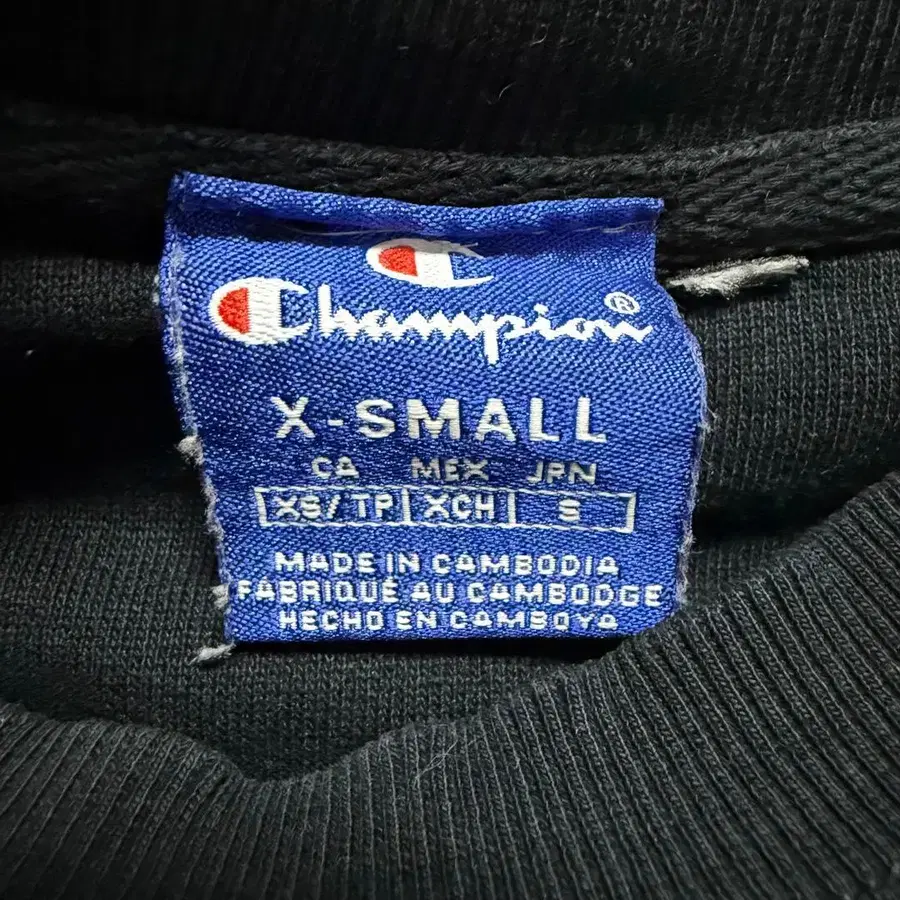 Champion®
X-SMALL
CA MEX JPN
XS/TP XCH S
MADE IN CAMBODIA
FABRIQUÉ AU CAMBODGE
HECHO EN CAMBOYA